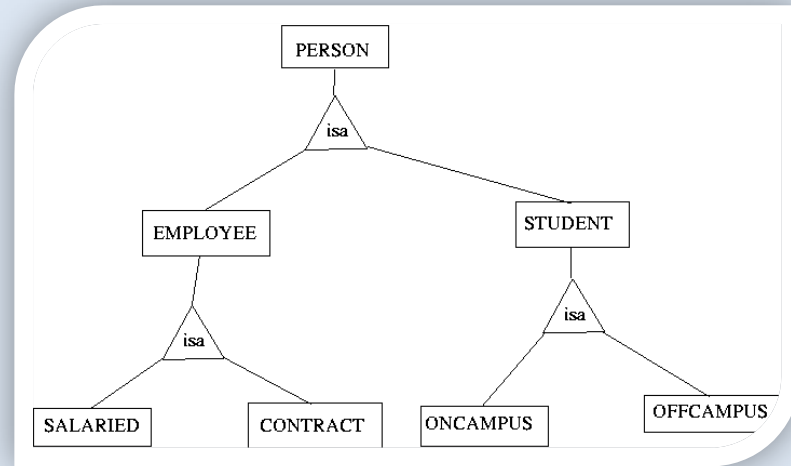 PERSON
isa
EMPLOYEE
STUDENT
isa
isa
SALARIED
CONTRACT
ONCAMPUS
OFFCAMPUS